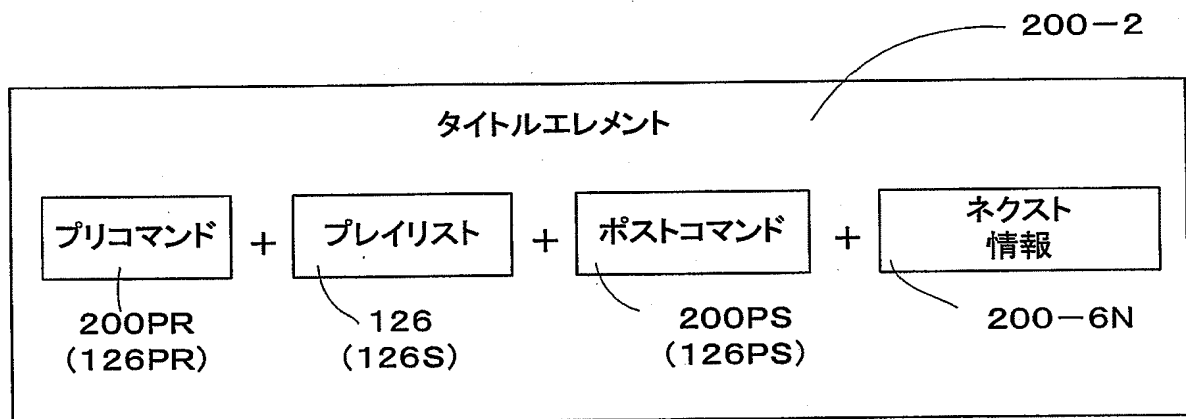 200-2
タイトルエレメント
プリコマンド + プレイリスト + ポストコマンド + ネクスト
情報
200PR 126 200PS 200-6N
(126PR) (126S) (126PS)